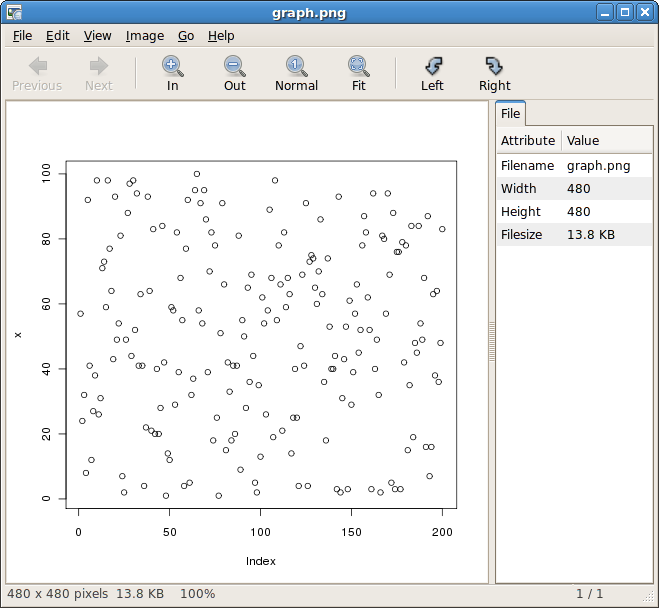 graph.png
File Edit View Image Go Help
Previous Next In Out Normal Fit Left Right
File
Attribute Value
Filename graph.png
Width 480
Height 480
Filesize 13.8 KB
100
80
60
40
20
0
x
0 50 100 150 200
Index
480 x 480 pixels 13.8 KB 100% 1 / 1